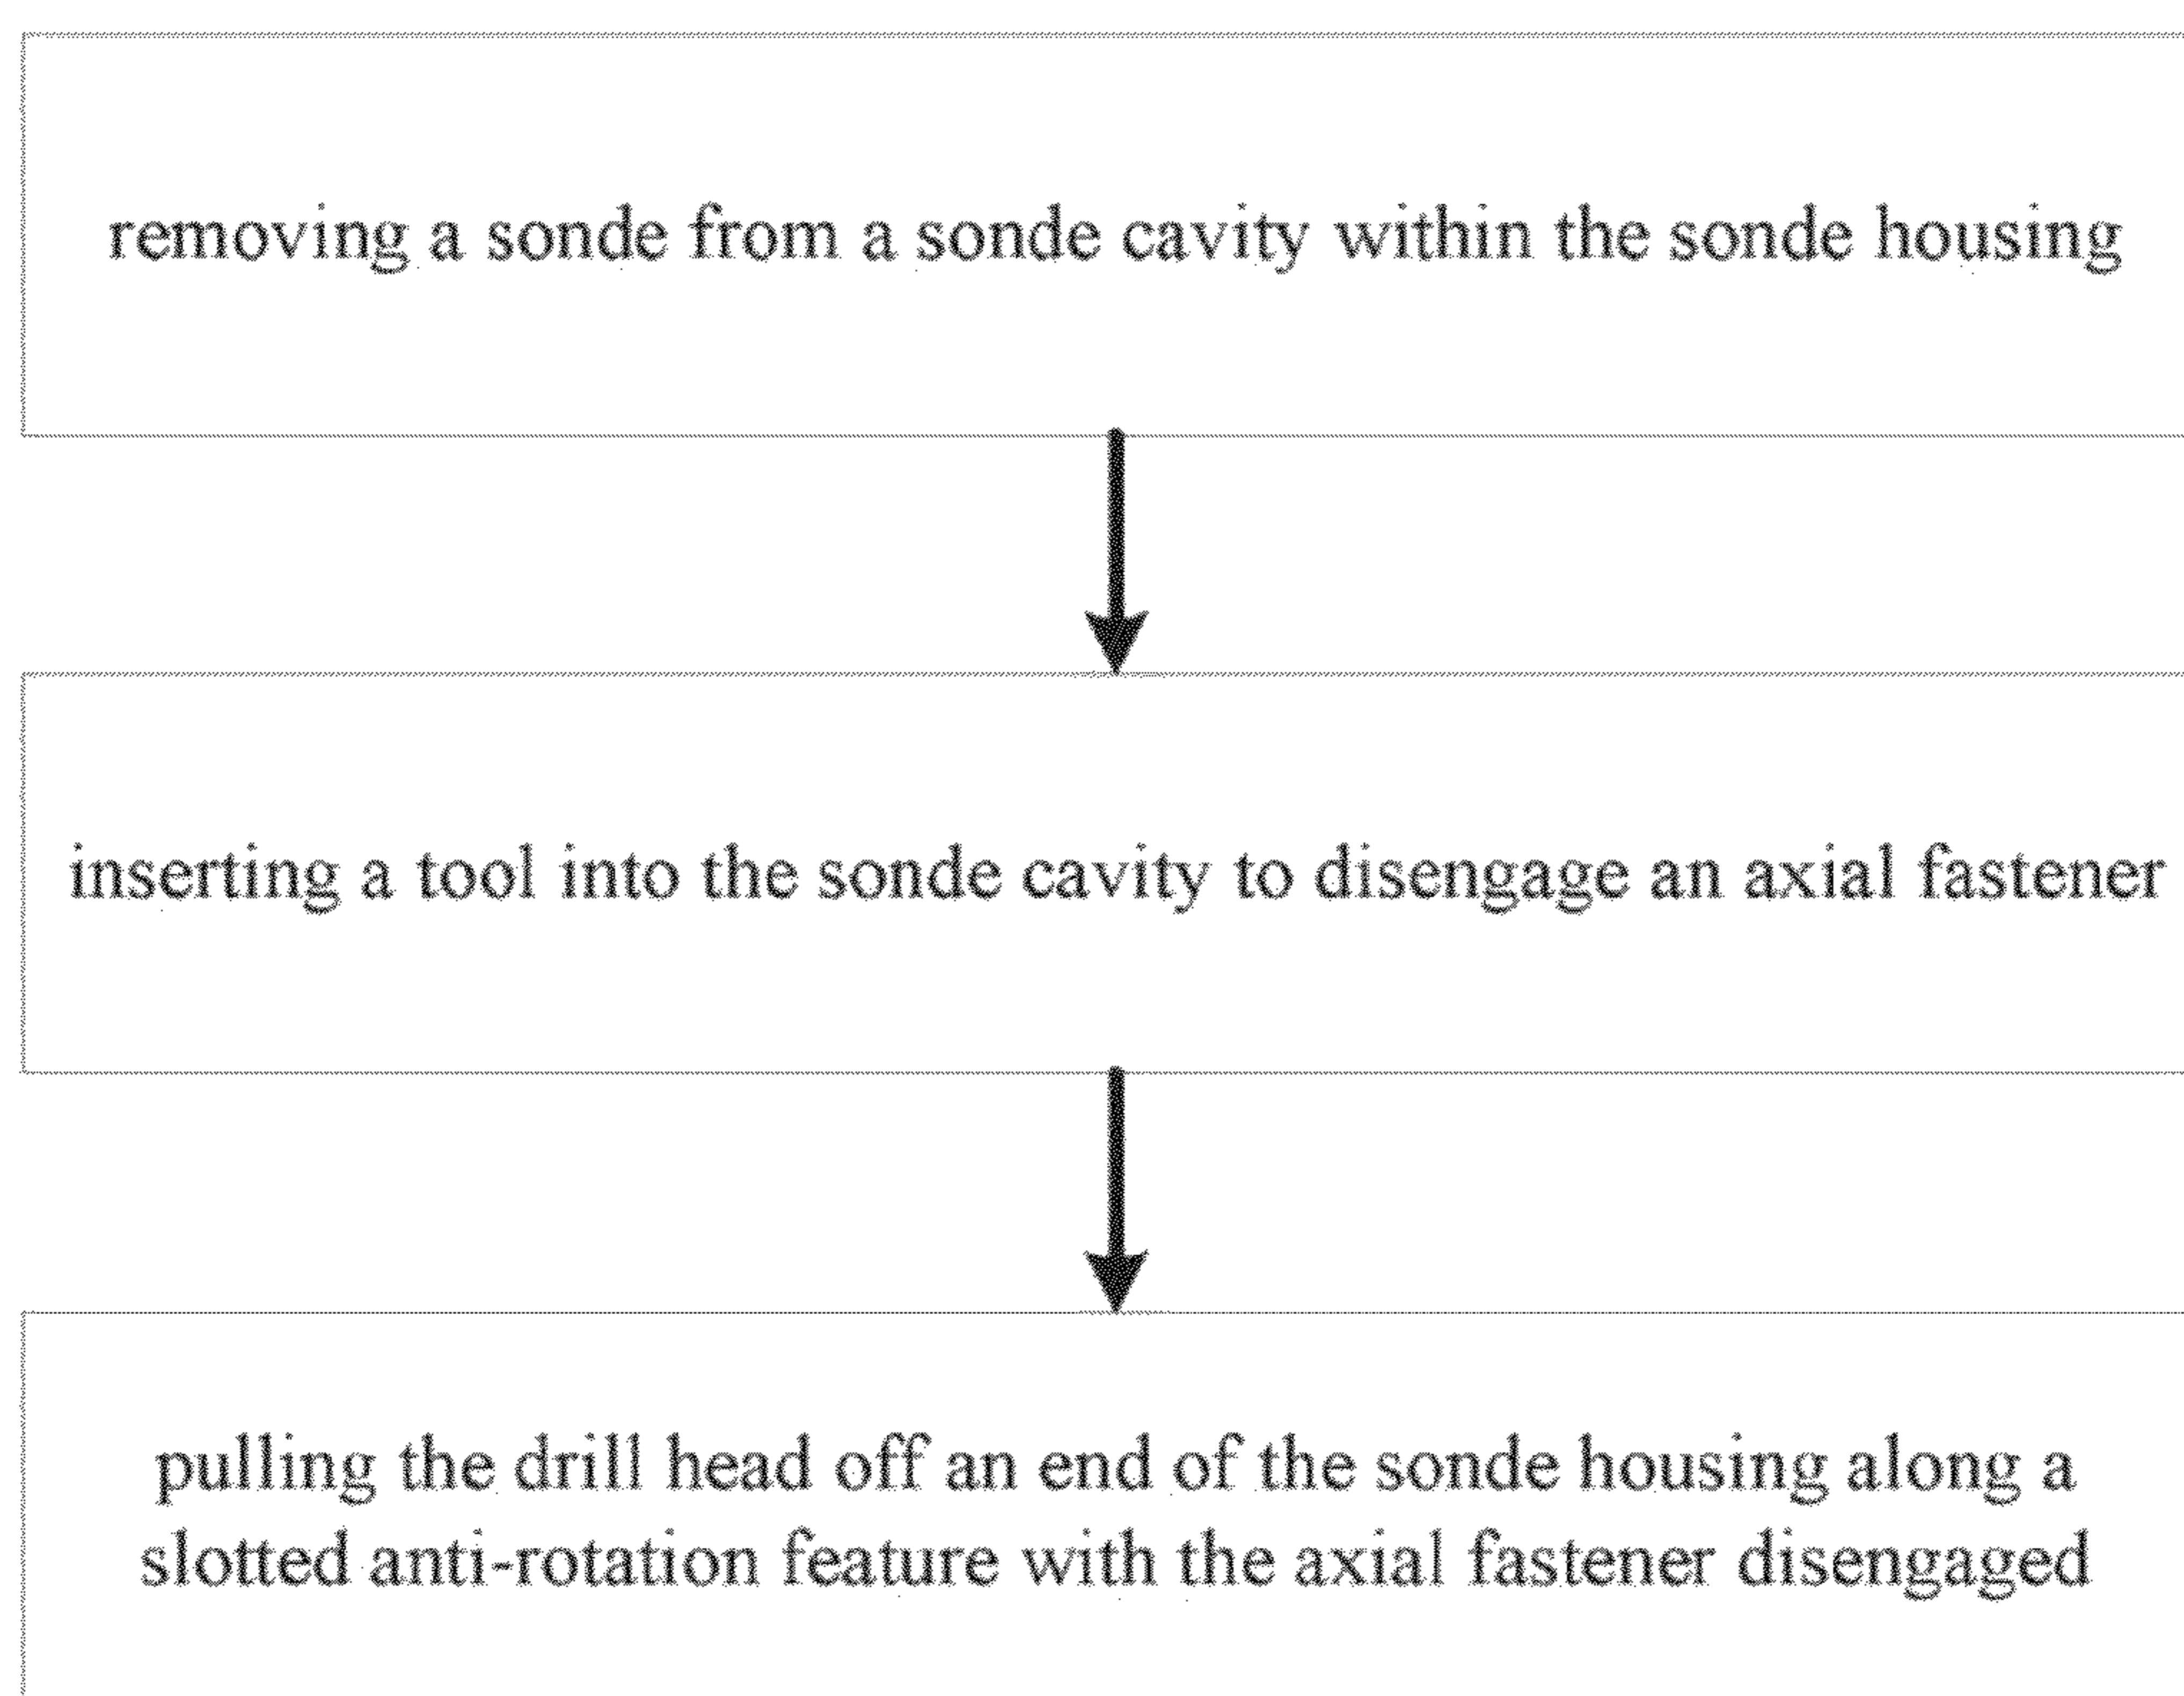 removing a sonde from a sonde cavity within the sonde housing
inserting a tool into the sonde cavity to disengage an axial fastener
pulling the drill head off an end of the sonde housing along a
slotted anti-rotation feature with the axial fastener disengaged